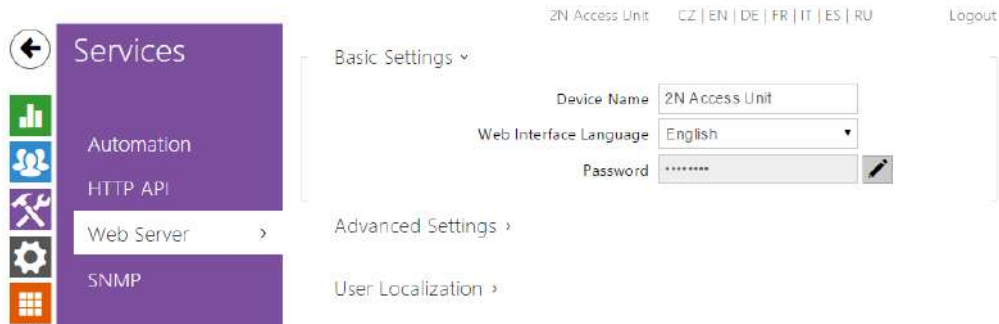 2N Access Unit CZ | EN | DE | FR | IT | ES | RU Logout
Services
Automation
HTTP API
Web Server
SNMP
Basic Settings
Device Name 2N Access Unit
Web Interface Language English
Password ••••••••
Advanced Settings
User Localization